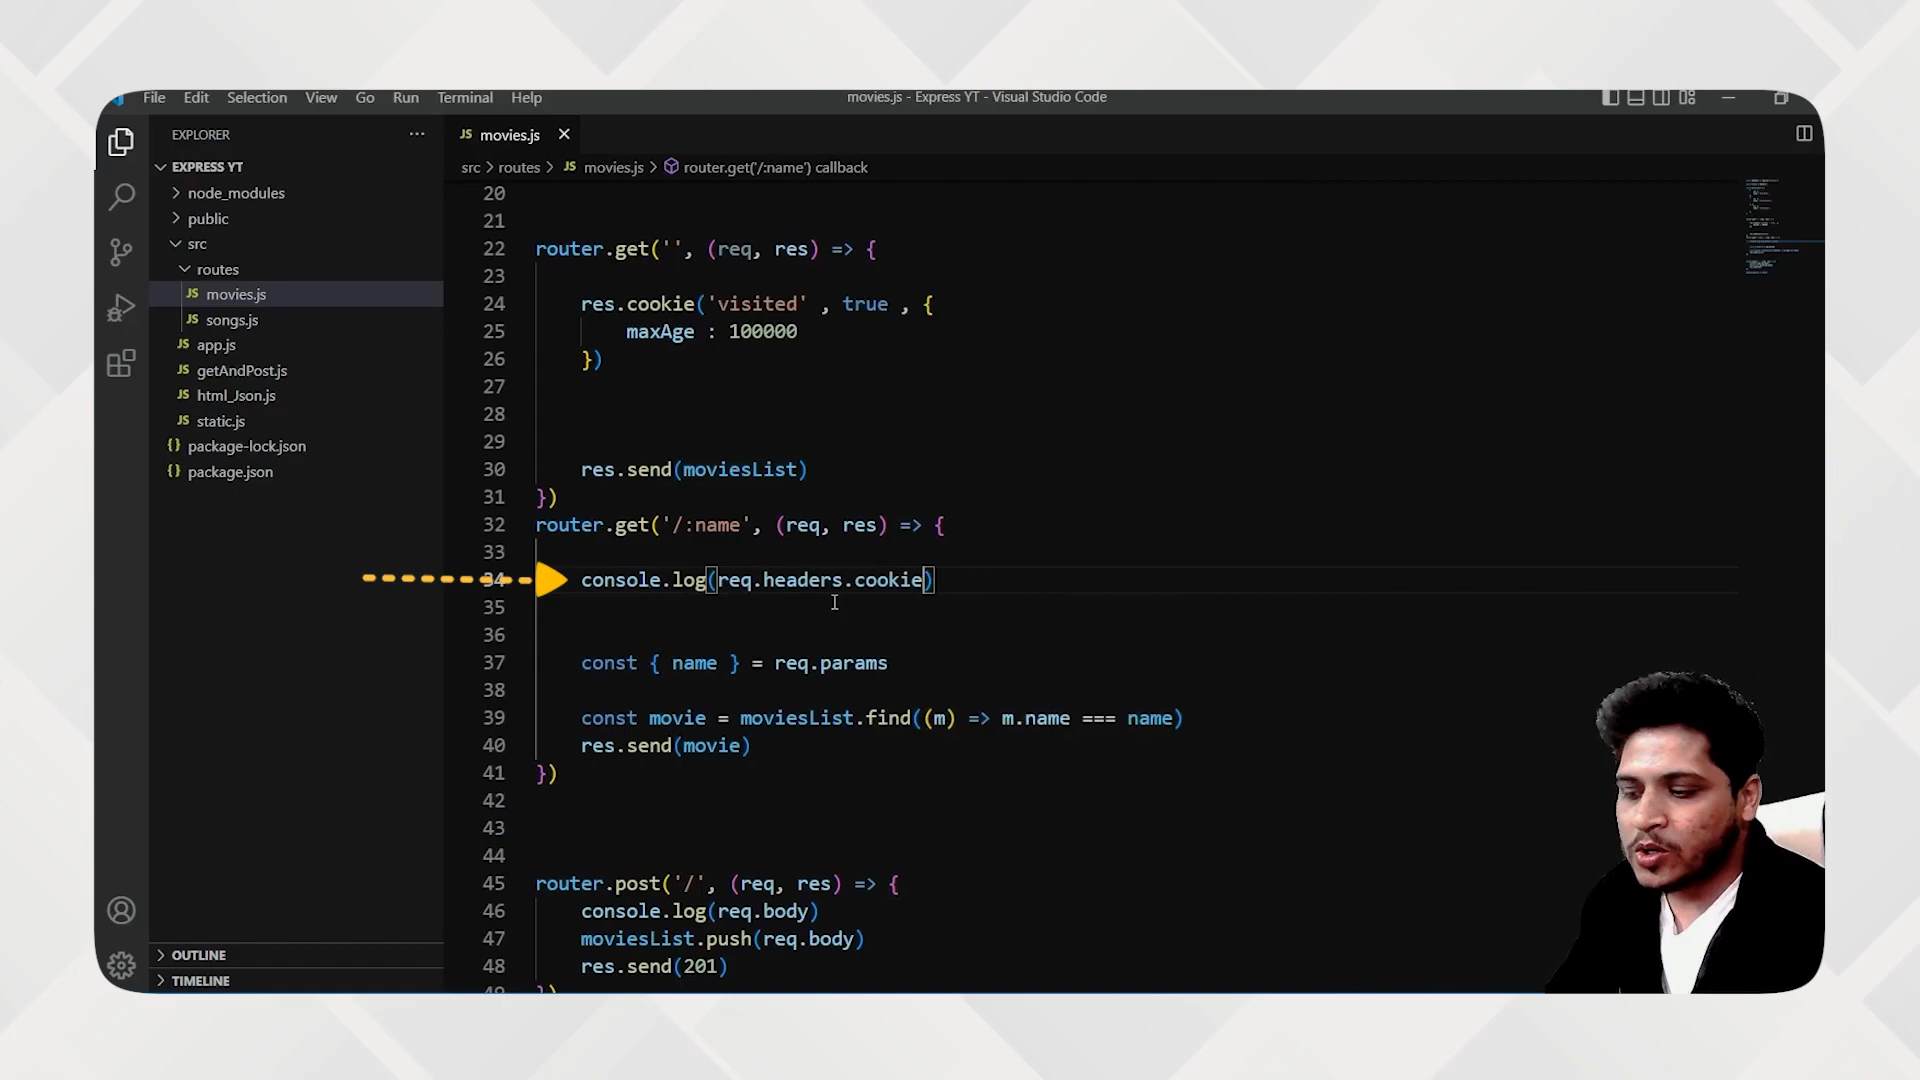 File Edit Selection View Go Run Terminal Help
movies.js - Express YT - Visual Studio Code
EXPLORER ...
JS movies.js
EXPRESS YT
src > routes > JS movies.js > router.get('/:name') callback
node_modules
public
src
routes
JS movies.js
JS songs.js
JS app.js
JS getAndPost.js
JS html_Json.js
JS static.js
{} package-lock.json
{} package.json
OUTLINE
TIMELINE
20
21
22 router.get('', (req, res) => {
23
24 res.cookie('visited' , true , {
25 maxAge : 100000
26 })
27
28
29
30 res.send(moviesList)
31 })
32 router.get('/:name', (req, res) => {
33
34 console.log(req.headers.cookie)
35
36
37 const { name } = req.params
38
39 const movie = moviesList.find((m) => m.name === name)
40 res.send(movie)
41 })
42
43
44
45 router.post('/', (req, res) => {
46 console.log(req.body)
47 moviesList.push(req.body)
48 res.send(201)
49 })